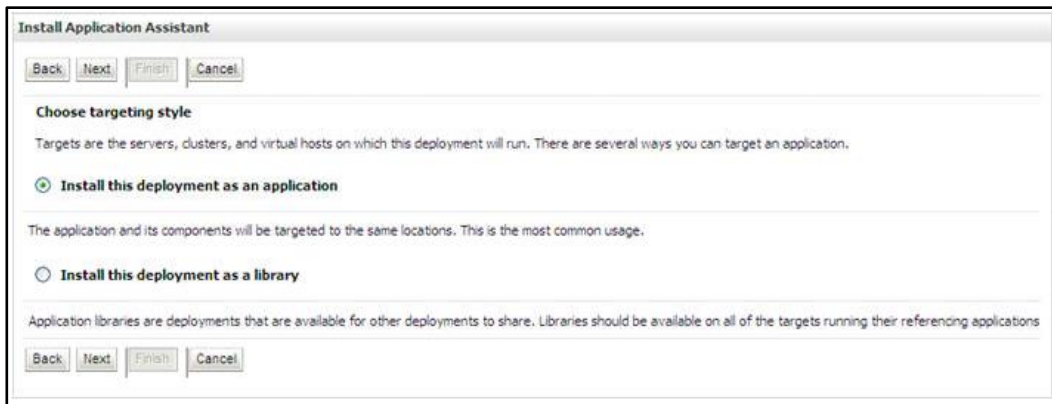 Install Application Assistant
Back Next Finish Cancel
Choose targeting style
Targets are the servers, clusters, and virtual hosts on which this deployment will run. There are several ways you can target an application.
Install this deployment as an application
The application and its components will be targeted to the same locations. This is the most common usage.
Install this deployment as a library
Application libraries are deployments that are available for other deployments to share. Libraries should be available on all of the targets running their referencing applications
Back Next Finish Cancel